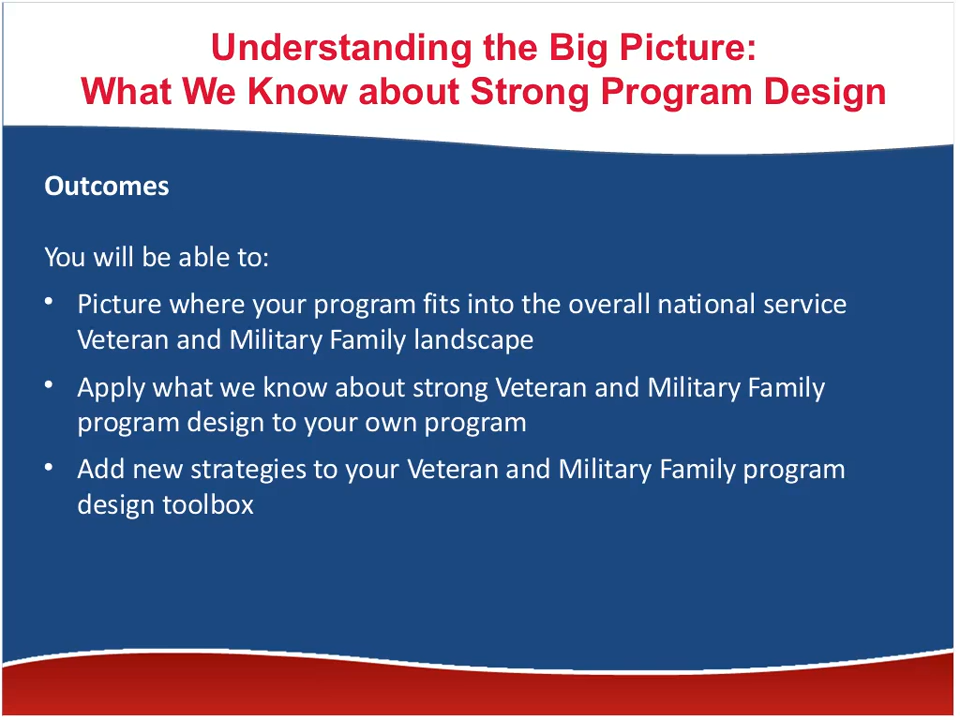 Understanding the Big Picture:
What We Know about Strong Program Design
Outcomes
You will be able to:
• Picture where your program fits into the overall national service
Veteran and Military Family landscape
• Apply what we know about strong Veteran and Military Family
program design to your own program
• Add new strategies to your Veteran and Military Family program
design toolbox